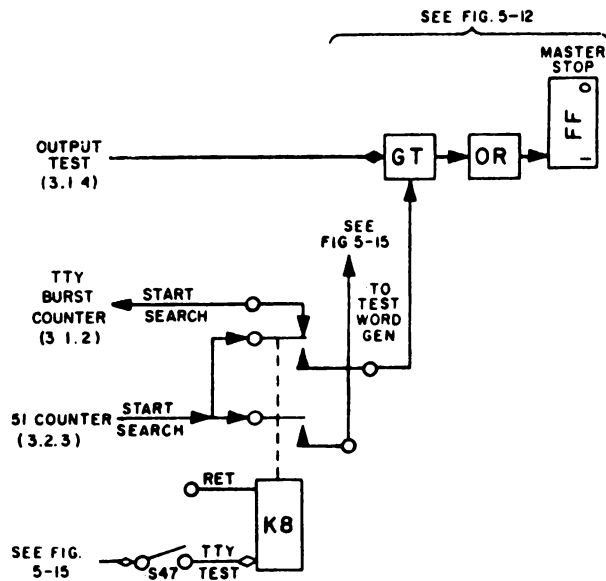 SEE FIG. 5-12
MASTER
STOP
0
FF
1
OUTPUT
TEST
(3.1 4)
GT
OR
SEE
FIG 5-15
TTY
BURST
COUNTER
(3 1.2)
START
SEARCH
TO
TEST
WORD
GEN
51 COUNTER
(3.2.3)
START
SEARCH
RET
K8
SEE FIG.
5-15
S47
TTY
TEST